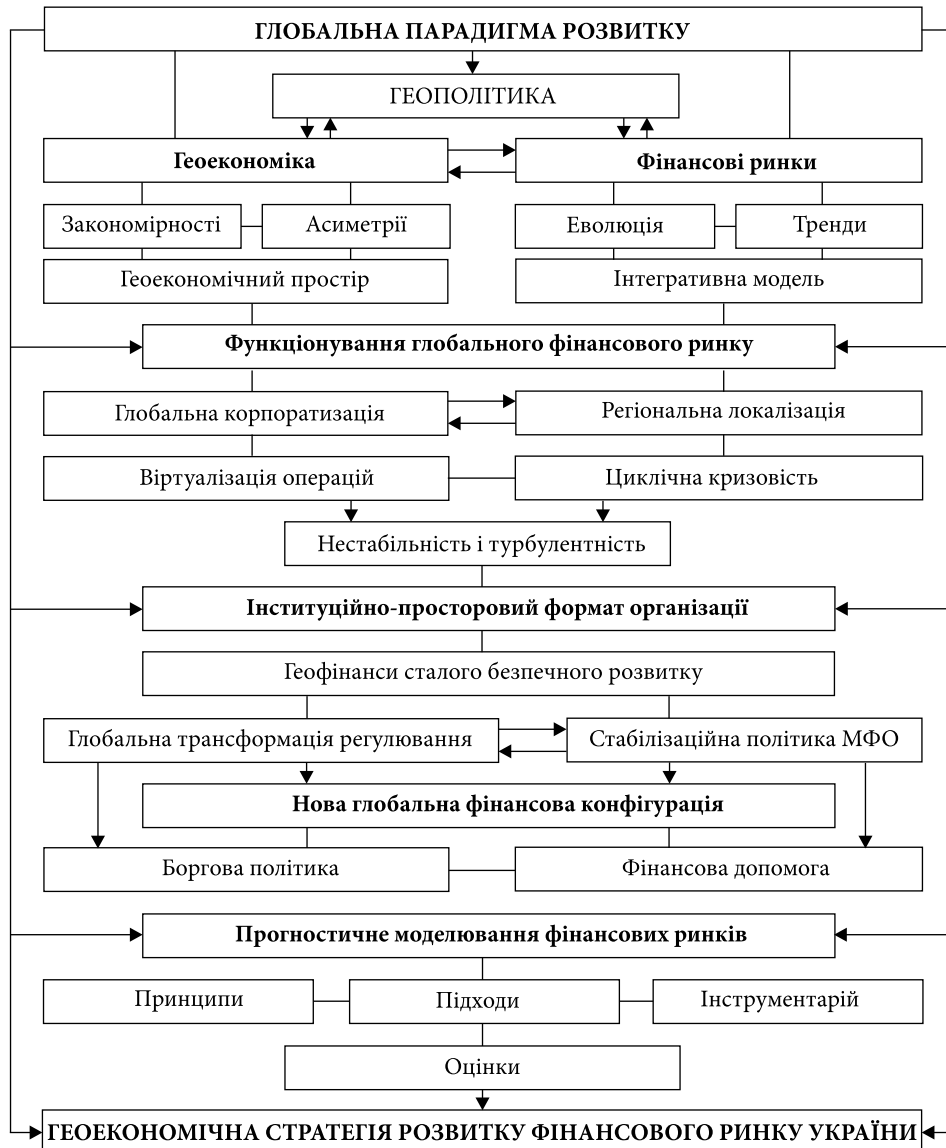 ГЛОБАЛЬНА ПАРАДИГМА РОЗВИТКУ
ГЕОПОЛІТИКА
Геоекономіка
Фінансові ринки
Закономірності
Асиметрії
Еволюція
Тренди
Геоекономічний простір
Інтегративна модель
Функціонування глобального фінансового ринку
Глобальна корпоратизація
Регіональна локалізація
Віртуалізація операцій
Циклічна кризовість
Нестабільність і турбулентність
Інституційно-просторовий формат організації
Геофінанси сталого безпечного розвитку
Глобальна трансформація регулювання
Стабілізаційна політика МФО
Нова глобальна фінансова конфігурація
Боргова політика
Фінансова допомога
Прогностичне моделювання фінансових ринків
Принципи
Підходи
Інструментарій
Оцінки
ГЕОЕКОНОМІЧНА СТРАТЕГІЯ РОЗВИТКУ ФІНАНСОВОГО РИНКУ УКРАЇНИ